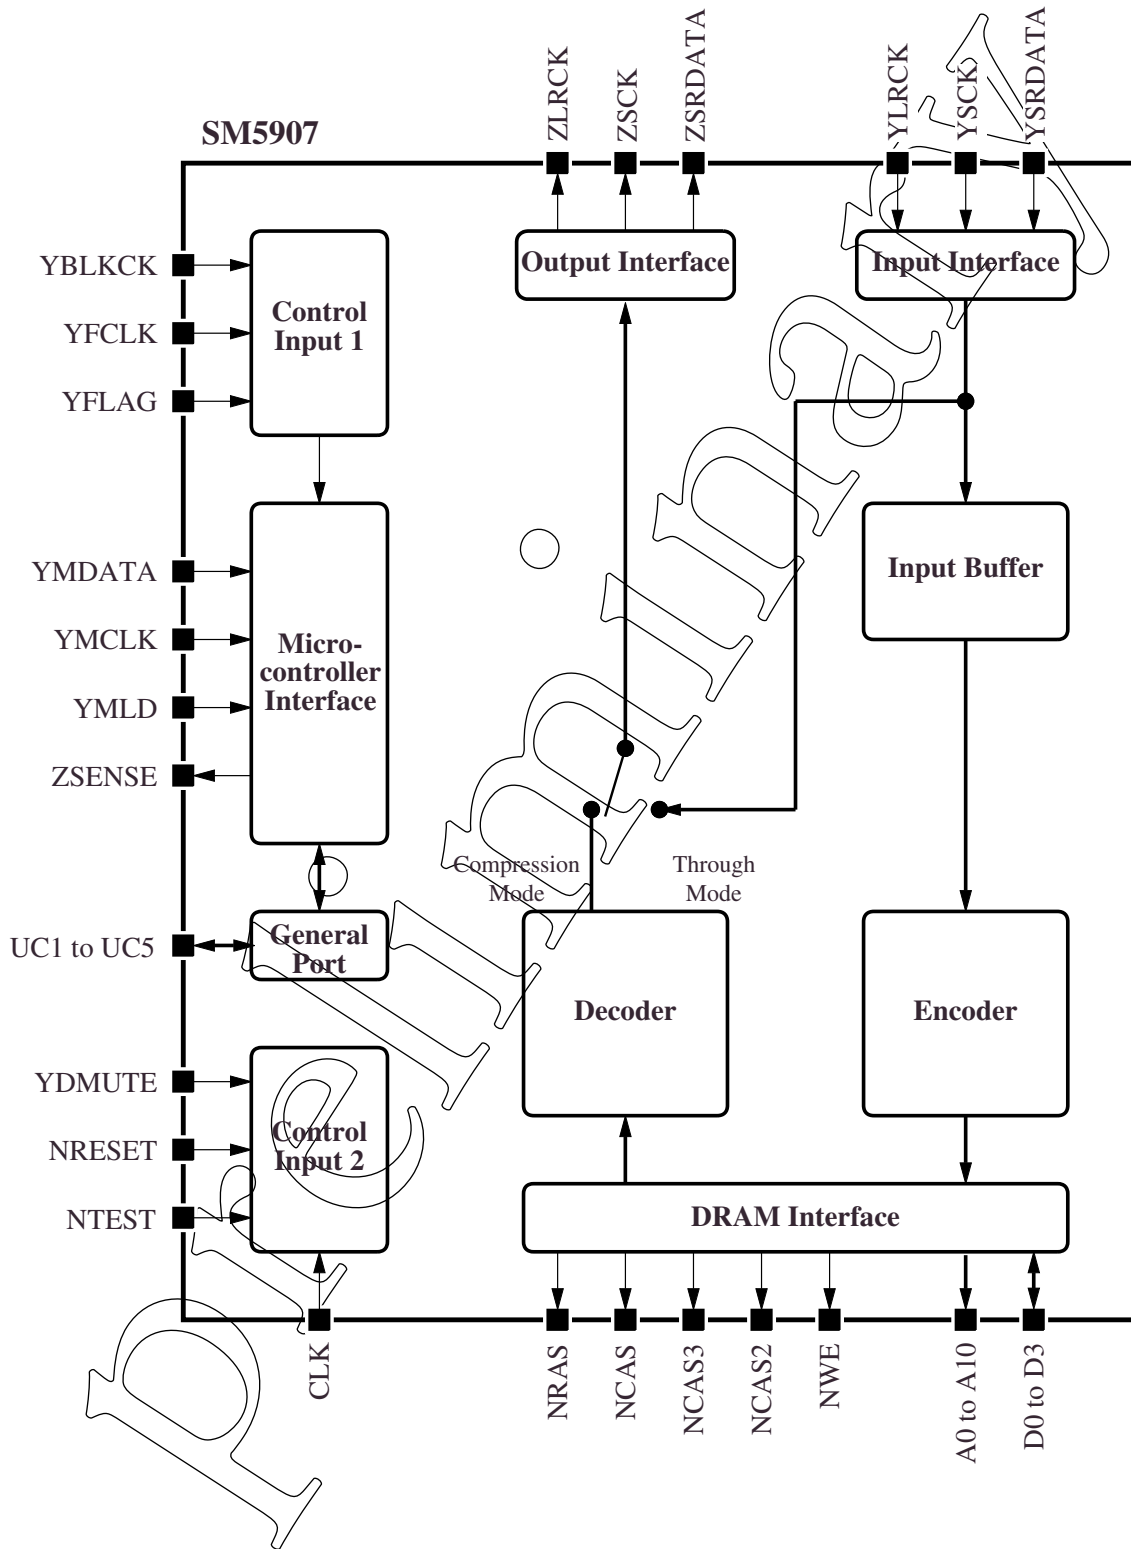 ZLRCK
ZSCK
ZSRDATA
YLRCK
YSCK
YSRDATA
SM5907
YBLKCK
YFCLK
YFLAG
Control
Input 1
Output Interface
Input Interface
YMDATA
YMCLK
YMLD
ZSENSE
Micro-
controller
Interface
Input Buffer
Compression
Mode
Through
Mode
UC1 to UC5
General
Port
Decoder
Encoder
YDMUTE
NRESET
NTEST
Control
Input 2
DRAM Interface
CLK
NRAS
NCAS
NCAS3
NCAS2
NWE
A0 to A10
D0 to D3
preliminary